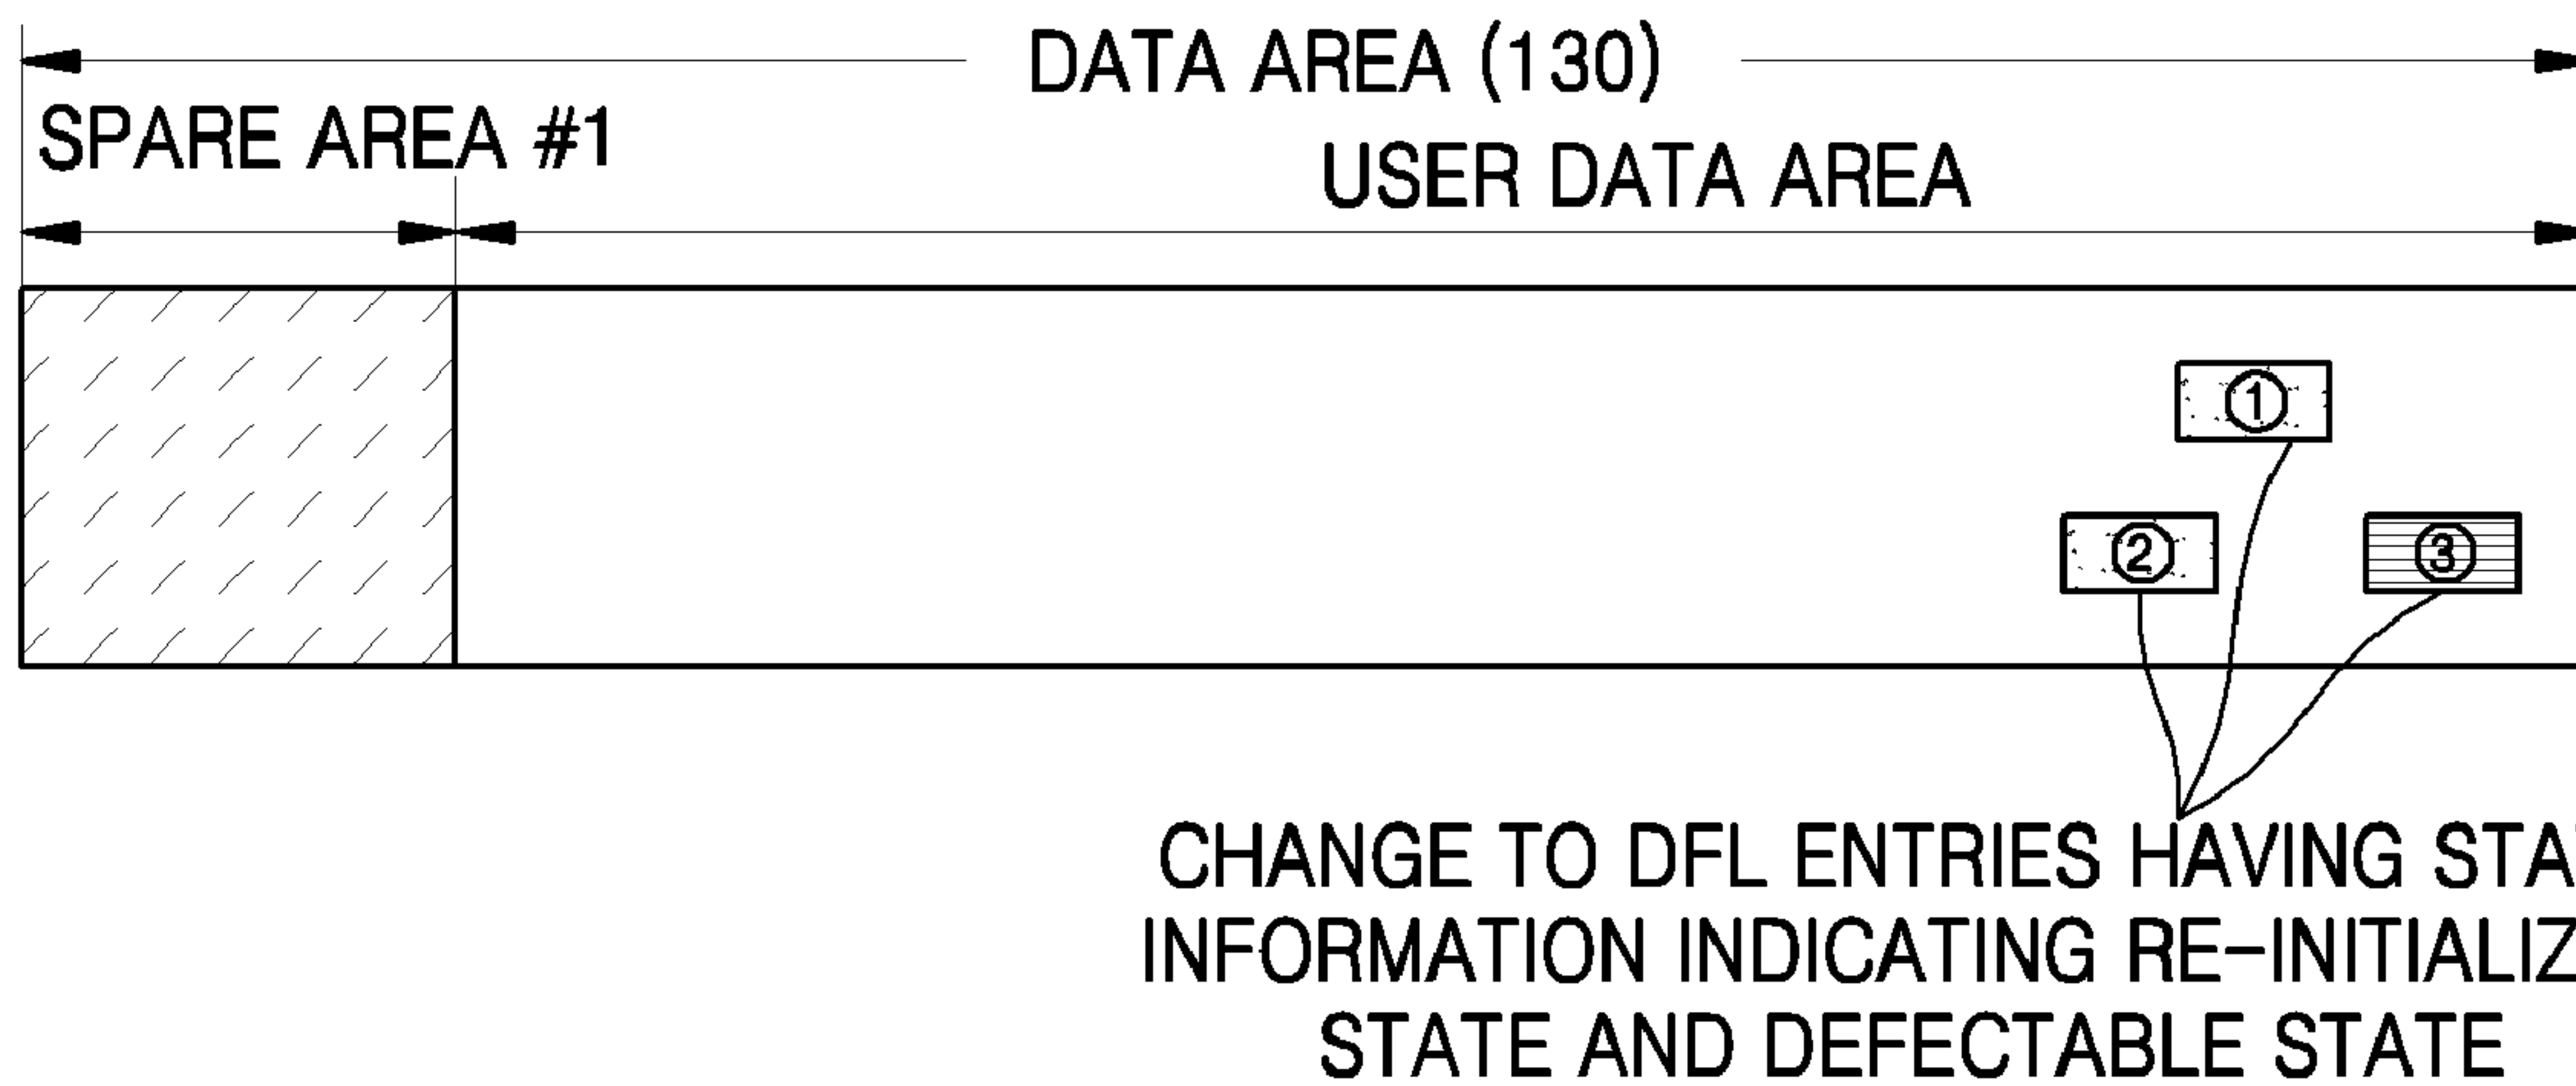 DATA AREA (130)
SPARE AREA #1
USER DATA AREA
①
②
③
CHANGE TO DFL ENTRIES HAVING
INFORMATION INDICATING
STATE AND DEFECTABLE STATE